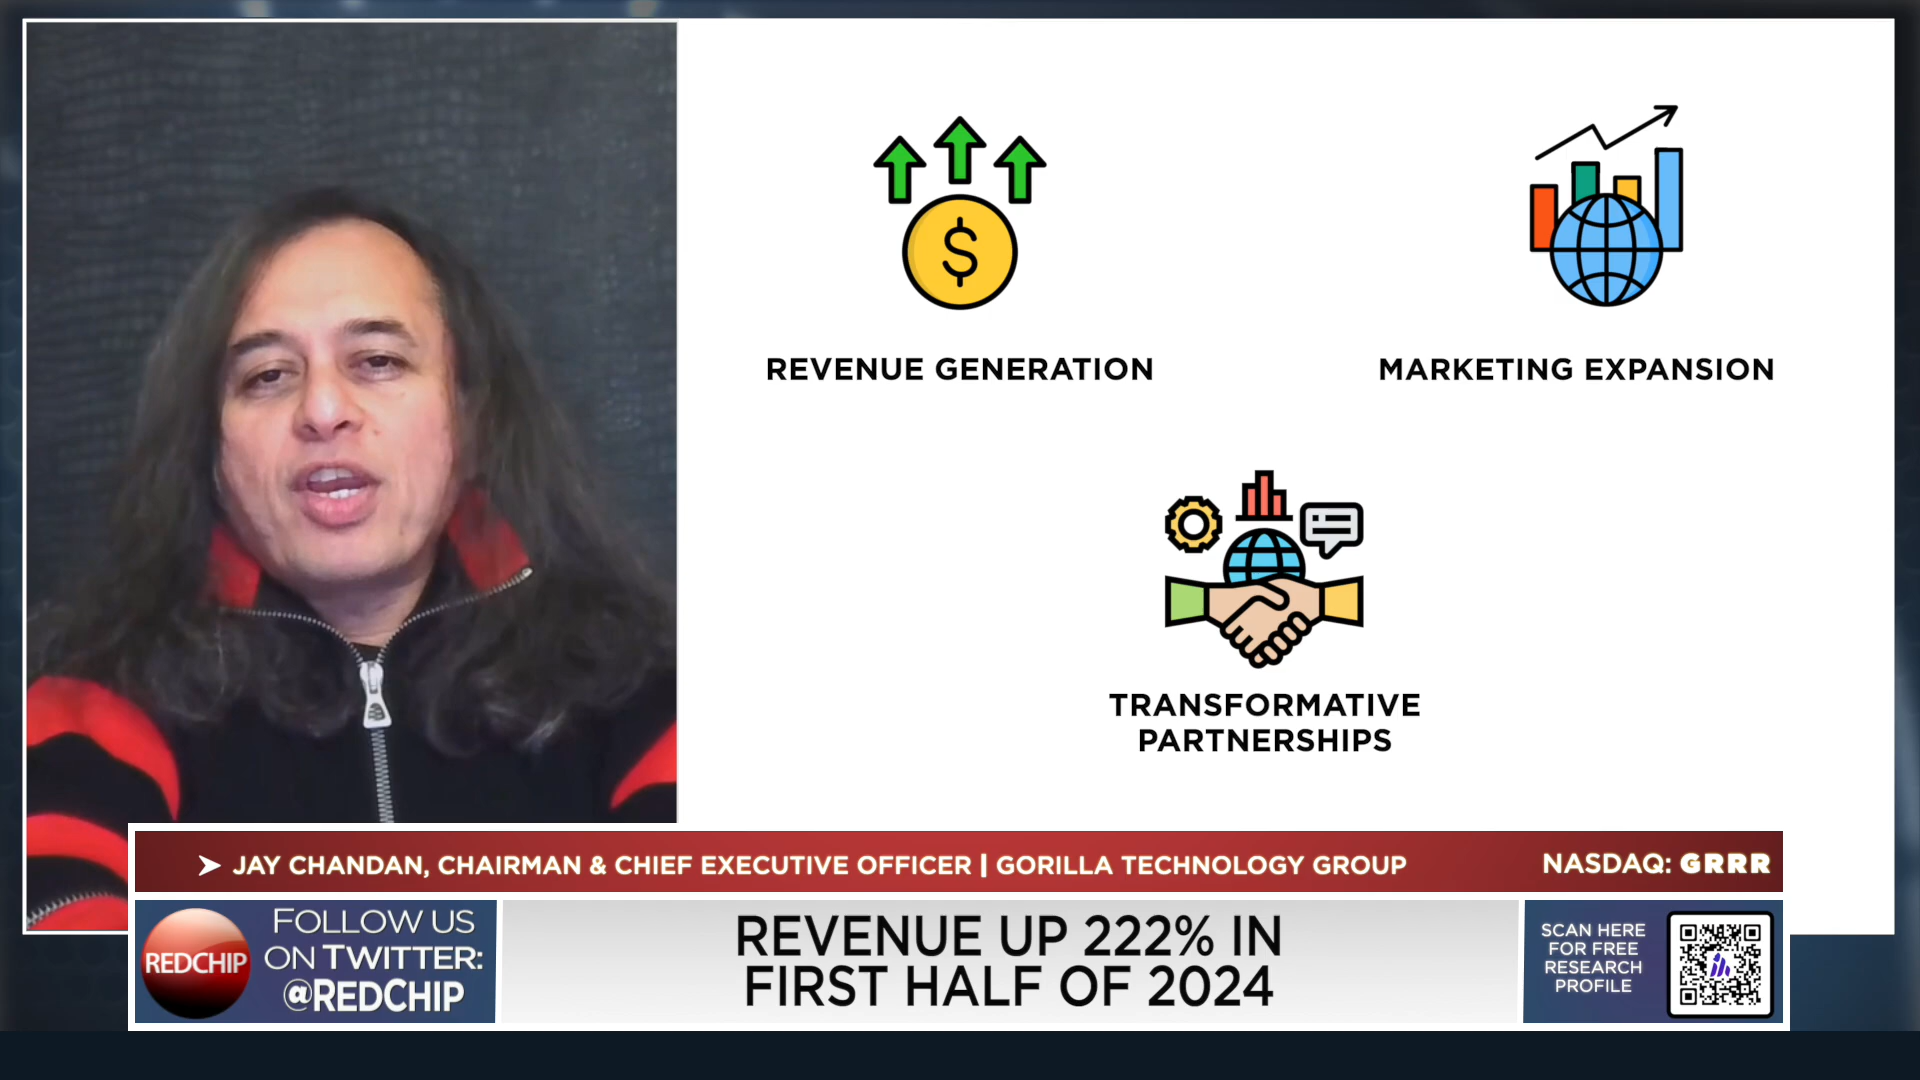 REVENUE GENERATION
MARKETING EXPANSION
TRANSFORMATIVE
PARTNERSHIPS
➤ JAY CHANDAN, CHAIRMAN & CHIEF EXECUTIVE OFFICER | GORILLA TECHNOLOGY GROUP
NASDAQ: GRRR
REDCHIP
FOLLOW US
ON TWITTER:
@REDCHIP
REVENUE UP 222% IN
FIRST HALF OF 2024
SCAN HERE
FOR FREE
RESEARCH
PROFILE